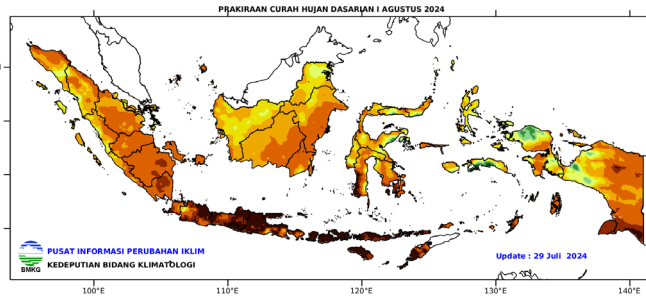 PRAKIRAAN CURAH HUJAN DASARIAN I AGUSTUS 2024
PUSAT INFORMASI PERUBAHAN IKLIM
KEDEPUTIAN BIDANG KLIMATOLOGI
BMKG
Update : 29 Juli 2024
100°E 110°E 120°E 130°E 140°E